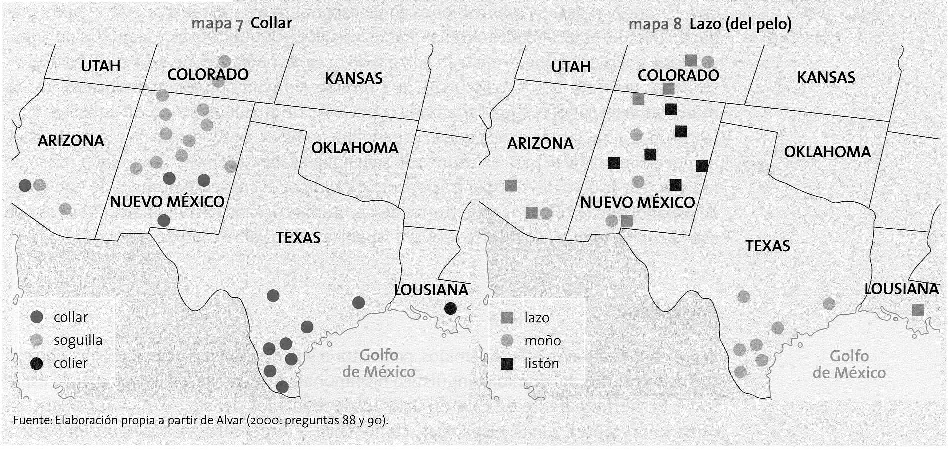 mapa 7 Collar
UTAH
COLORADO
KANSAS
ARIZONA
OKLAHOMA
NUEVO MÉXICO
TEXAS
LOUSIANA
collar
soguilla
colier
Golfo
de México
mapa 8 Lazo (del pelo)
UTAH
COLORADO
KANSAS
ARIZONA
OKLAHOMA
NUEVO MÉXICO
TEXAS
LOUSIANA
lazo
moño
listón
Golfo
de México
Fuente: Elaboración propia a partir de Alvar (2000: preguntas 88 y 90).